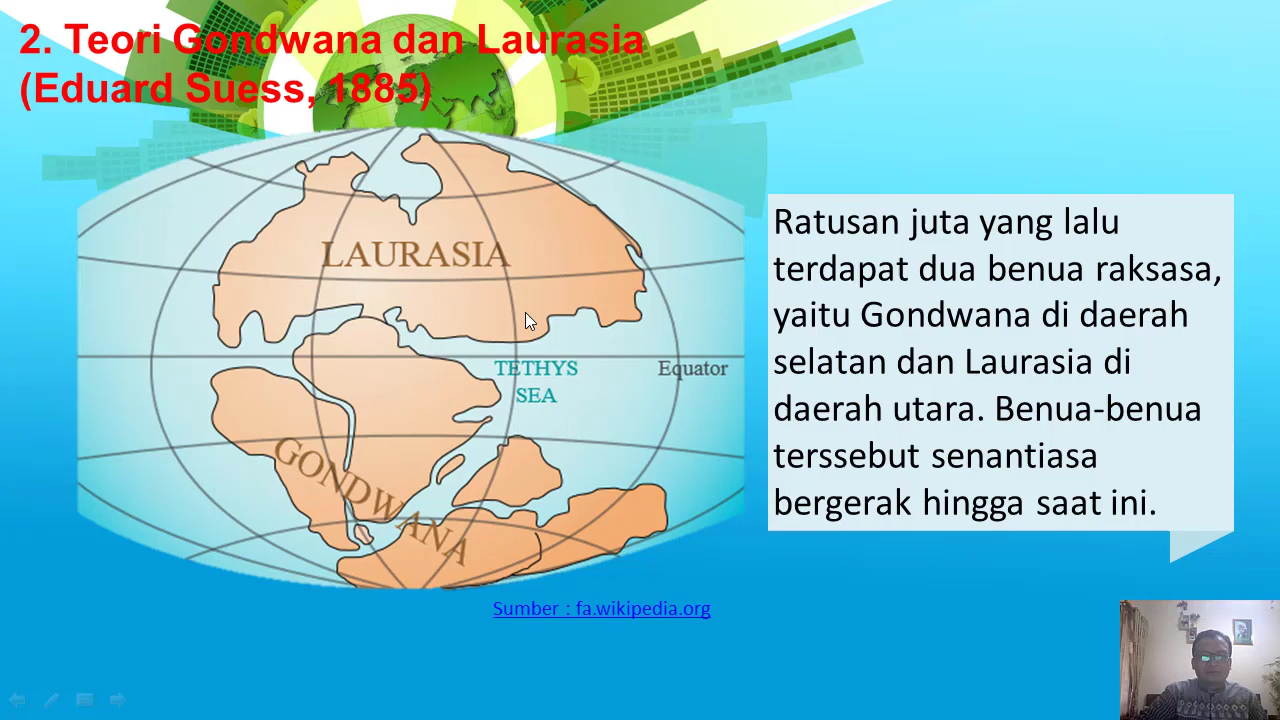 2. Teori Gondwana dan Laurasia
(Eduard Suess, 1885)
LAURASIA
TETHYS
SEA
Equator
GONDWANA
Ratusan juta yang lalu
terdapat dua benua raksasa,
yaitu Gondwana di daerah
selatan dan Laurasia di
daerah utara. Benua-benua
terssebut senantiasa
bergerak hingga saat ini.
Sumber : fa.wikipedia.org